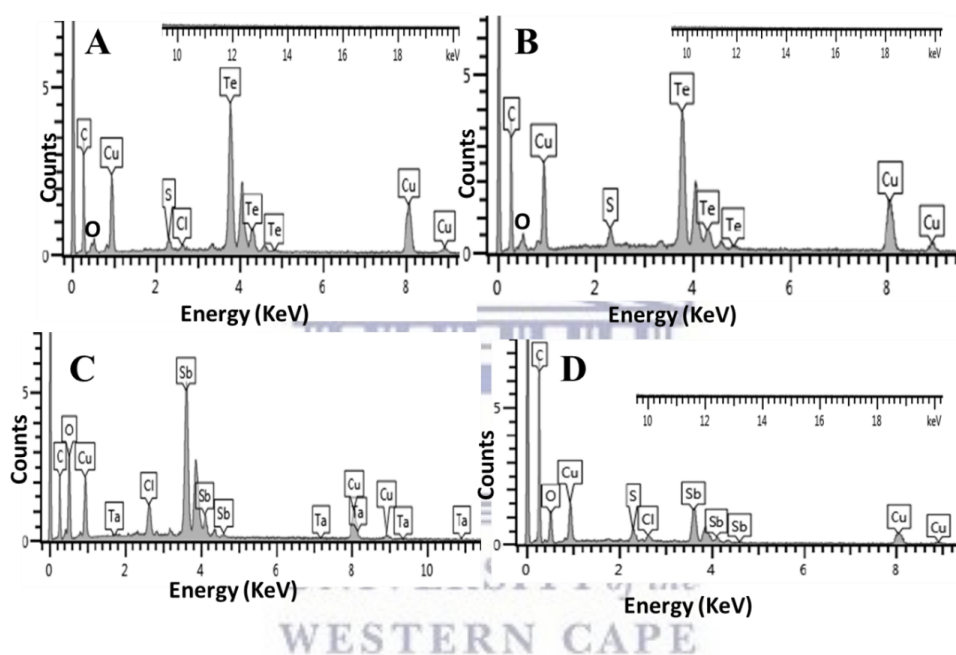 A
10 12 14 16 18 keV
Counts
5
0
C
O
Cu
S
Cl
Te
Te
Te
Cu
Cu
0 2 4 6 8
Energy (KeV)
B
10 12 14 16 18 keV
5
0
C
O
Cu
S
Te
Te
Te
Cu
Cu
0 2 4 6 8
Energy (KeV)
C
Counts
5
0
C
O
Cu
Ta
Cl
Sb
Sb
Sb
Ta
Cu
Ta
Cu
Ta
Ta
0 2 4 6 8 10
Energy (KeV)
D
10 12 14 16 18 keV
Counts
5
0
C
O
Cu
S
Cl
Sb
Sb
Sb
Cu
Cu
0 2 4 6 8
Energy (KeV)
UNIVERSITY of the
WESTERN CAPE